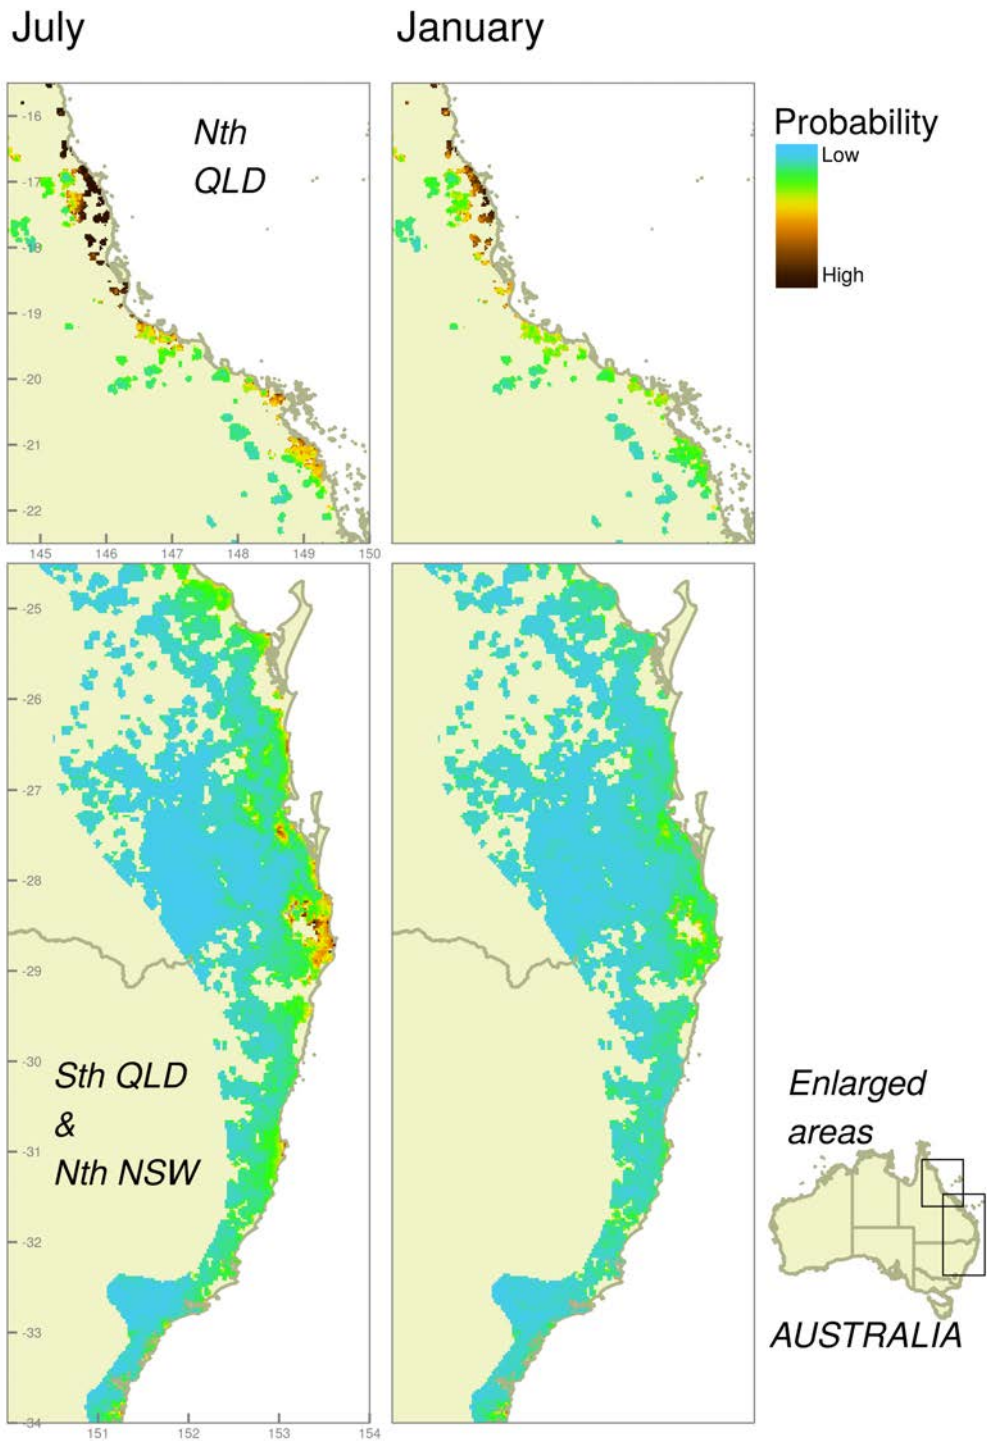 July
January
Nth
QLD
Probability
Low
High
-16
-17
-18
-19
-20
-21
-22
145
146
147
148
149
150
-25
-26
-27
-28
-29
-30
-31
-32
-33
-34
Sth QLD
&
Nth NSW
151
152
153
154
Enlarged
areas
AUSTRALIA